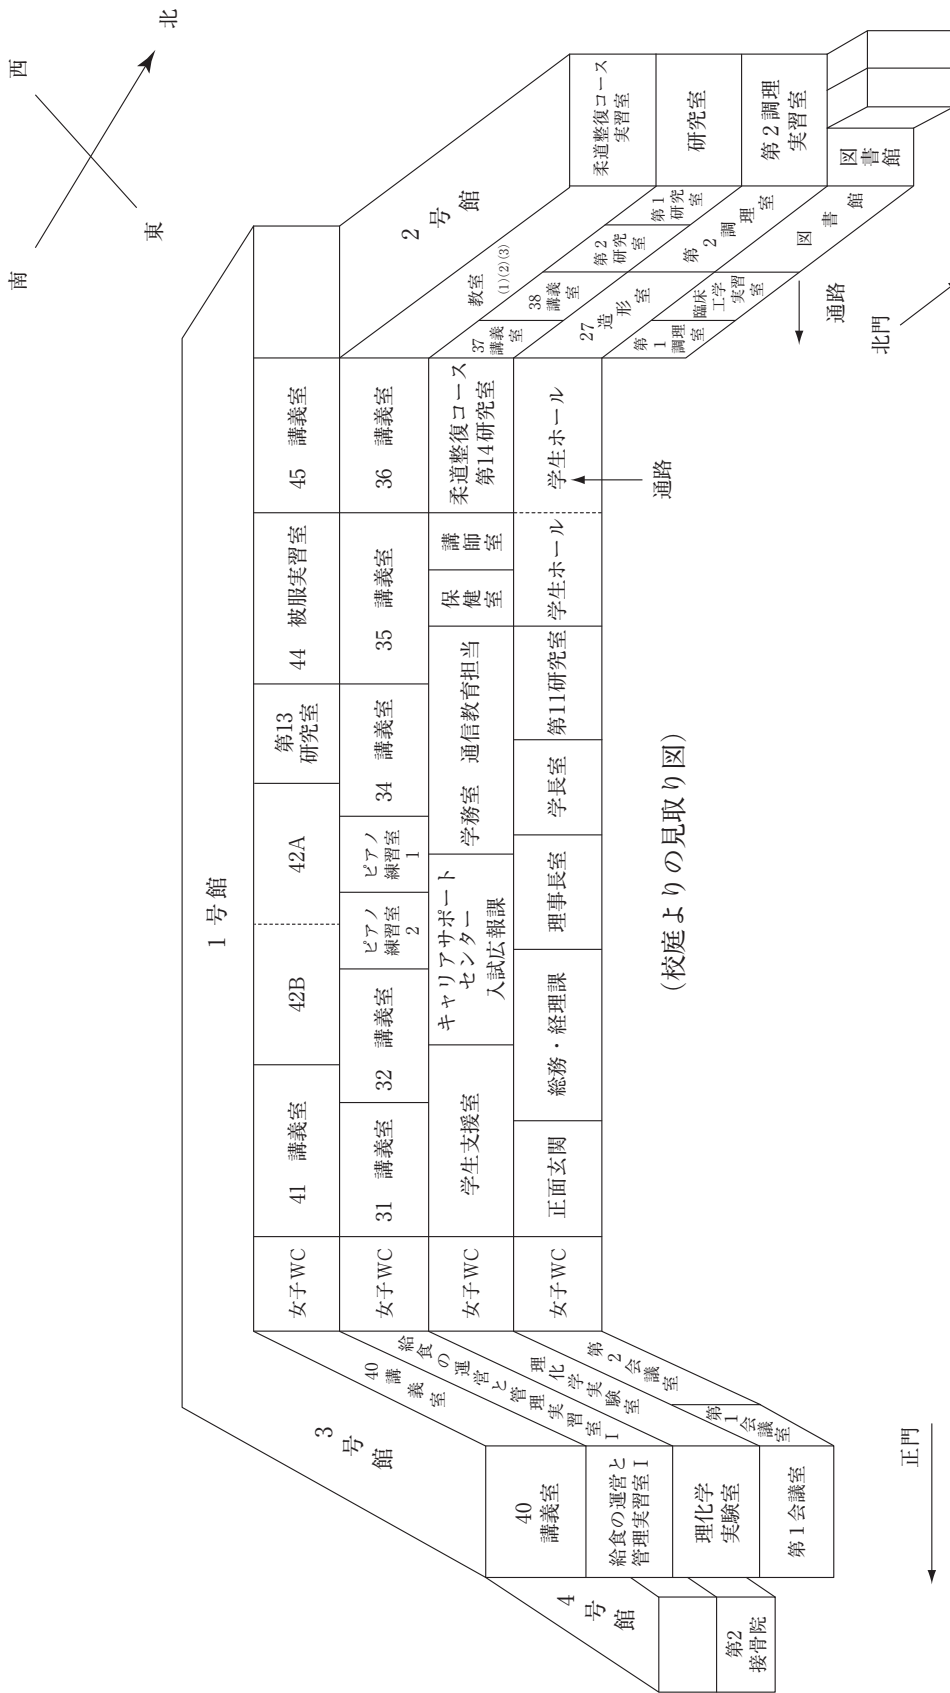 南
西
東
北
1 号 館
2 号 館
3 号 館
4 号 館
女子WC
41 講義室
42B
42A
第13
研究室
44 被服実習室
45 講義室
女子WC
31 講義室
32 講義室
ピアノ
練習室
2
ピアノ
練習室
1
34 講義室
35 講義室
36 講義室
女子WC
学生支援室
キャリアサポート
センター
入試広報課
学務室 通信教育担当
保健室
講師室
柔道整復コース
第14研究室
女子WC
正面玄関
総務・経理課
理事長室
学長室
第11研究室
学生ホール
学生ホール
通路
40講義室
給食の運営と管理実習室Ⅰ
理化学実験室
第2会議室
第1会議室
40
講義室
給食の運営と
管理実習室Ⅰ
理化学
実験室
第1会議室
第2
接骨院
教室
(1)(2)(3)
37
講義室
38
講義室
第2
研究室
第1
研究室
27
造形室
第2調理室
第1
調理室
臨床
工学
実習室
図書館
柔道整復コース
実習室
研究室
第2調理
実習室
図書館
通路
北門
正門
(校庭よりの見取り図)